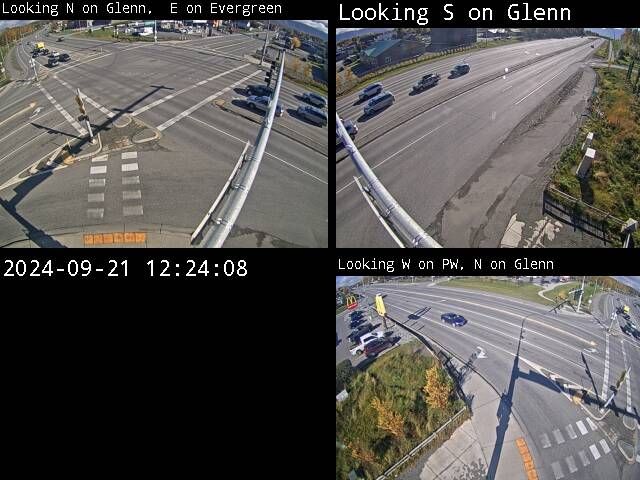 Looking N on Glenn,  E on Evergreen
Looking S on Glenn
2024-09-21 12:24:08
Looking W on PW, N on Glenn